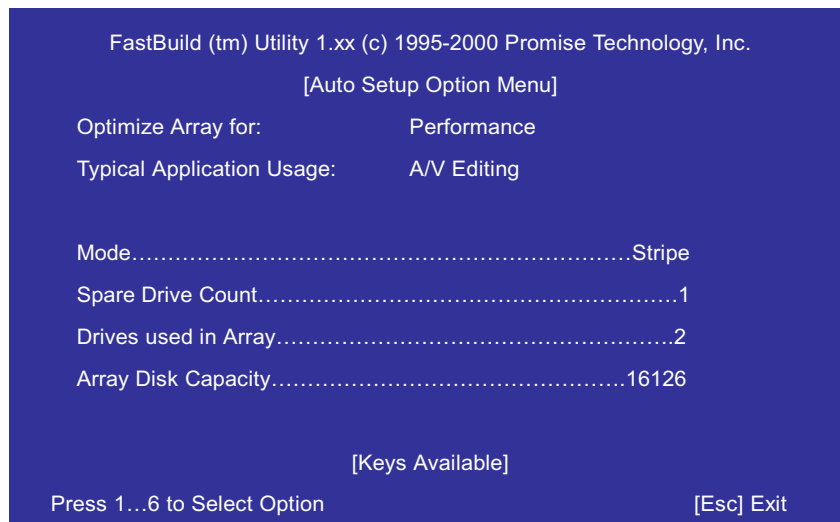 FastBuild (tm) Utility 1.xx (c) 1995-2000 Promise Technology, Inc.
[Auto Setup Option Menu]
Optimize Array for: Performance
Typical Application Usage: A/V Editing
Mode……………………………………………………………Stripe
Spare Drive Count………………………………………………….1
Drives used in Array……………………………………………….2
Array Disk Capacity………………………………………….16126
[Keys Available]
Press 1…6 to Select Option [Esc] Exit